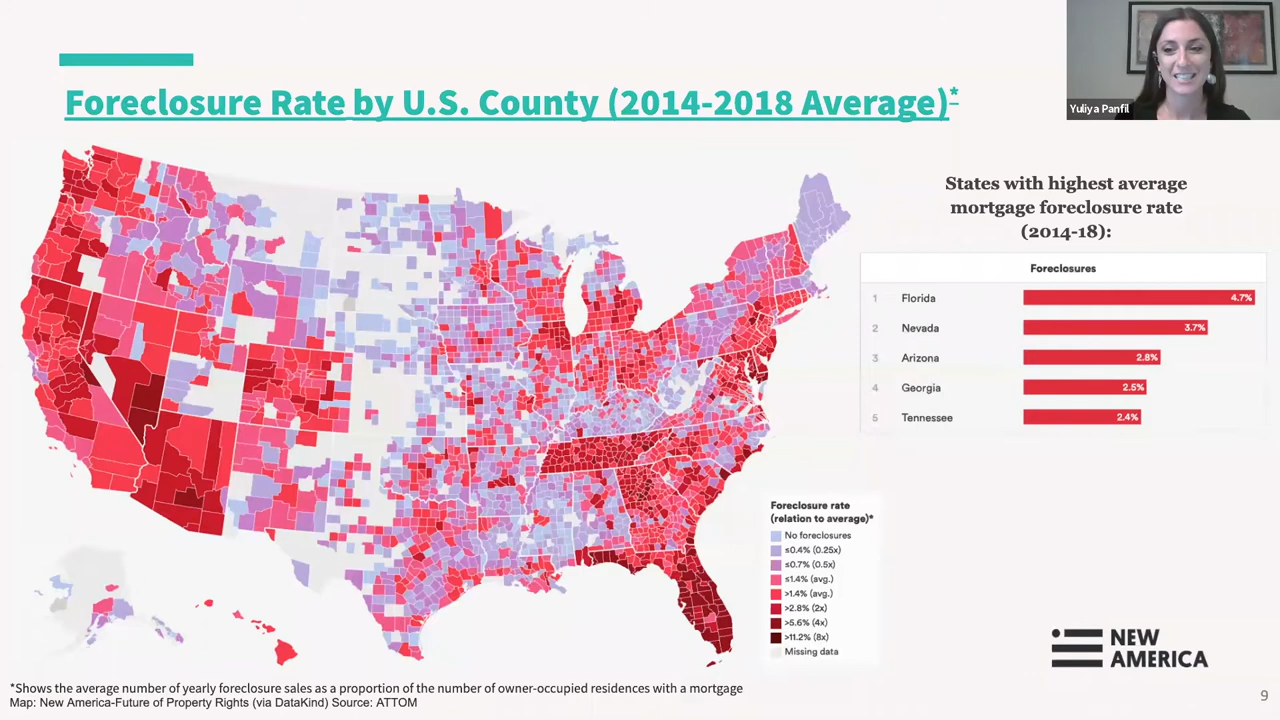 Foreclosure Rate by U.S. County (2014-2018 Average)*
Yuliya Panfil
States with highest average
mortgage foreclosure rate
(2014-18):
Foreclosures
1 Florida 4.7%
2 Nevada 3.7%
3 Arizona 2.8%
4 Georgia 2.5%
5 Tennessee 2.4%
Foreclosure rate
(relation to average)*
No foreclosures
≤0.4% (0.25x)
≤0.7% (0.5x)
≤1.4% (avg.)
>1.4% (avg.)
>2.8% (2x)
>5.6% (4x)
>11.2% (8x)
Missing data
NEW
AMERICA
*Shows the average number of yearly foreclosure sales as a proportion of the number of owner-occupied residences with a mortgage
Map: New America-Future of Property Rights (via DataKind) Source: ATTOM
9